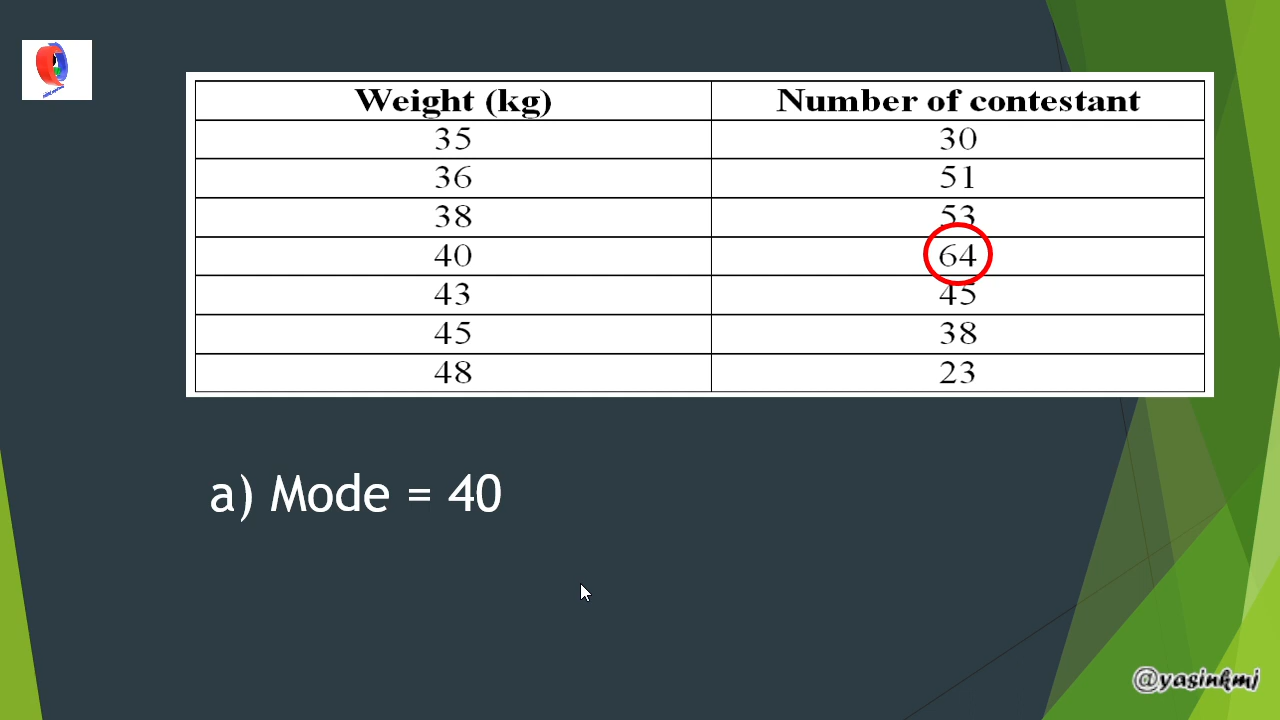 Weight (kg) Number of contestant
35 30
36 51
38 53
40 64
43 45
45 38
48 23
a) Mode = 40
@yasinkmj